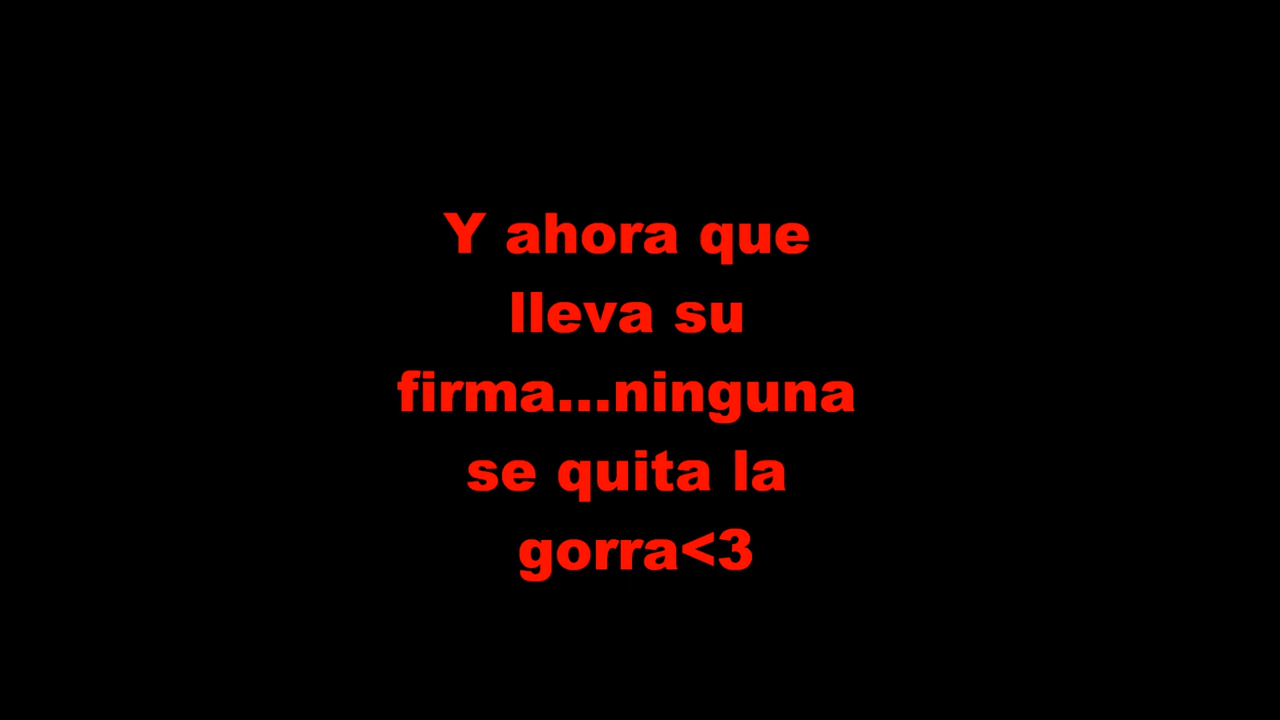 Y ahora que
lleva su
firma...ninguna
se quita la
gorra<3